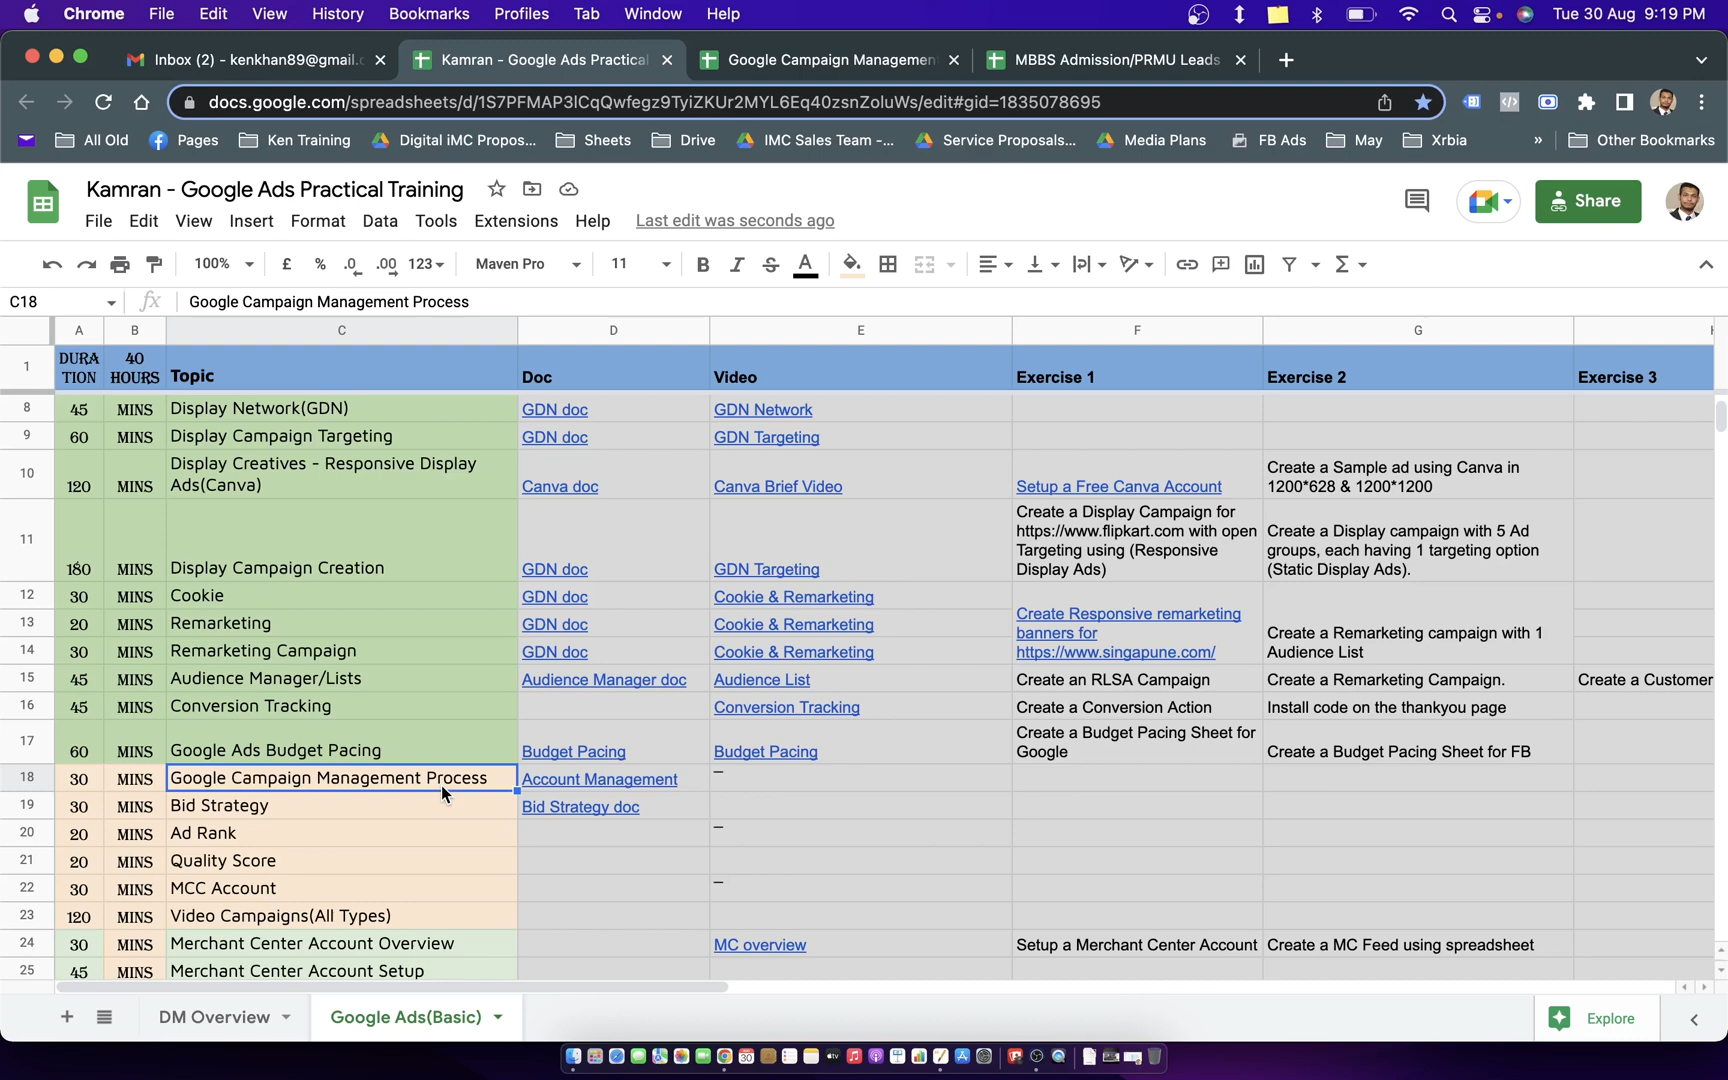 Chrome File Edit View History Bookmarks Profiles Tab Window Help Tue 30 Aug 9:19 PM
Inbox (2) - kenkhan89@gmail.c Kamran - Google Ads Practical Google Campaign Managemen MBBS Admission/PRMU Leads
docs.google.com/spreadsheets/d/1S7PFMAP3lCqQwfegz9TyiZKUr2MYL6Eq40zsnZoluWs/edit#gid=1835078695
All Old Pages Ken Training Digital iMC Propos... Sheets Drive IMC Sales Team -... Service Proposals... Media Plans FB Ads May Xrbia » Other Bookmarks
Kamran - Google Ads Practical Training
File Edit View Insert Format Data Tools Extensions Help Last edit was seconds ago
Share
100% £ % .0 .00 123 Maven Pro 11 B I S A
C18 fx Google Campaign Management Process
A B C D E F G H
1 DURA TION 40 HOURS Topic Doc Video Exercise 1 Exercise 2 Exercise 3
8 45 MINS Display Network(GDN) GDN doc GDN Network
9 60 MINS Display Campaign Targeting GDN doc GDN Targeting
10 120 MINS Display Creatives - Responsive Display
Ads(Canva) Canva doc Canva Brief Video Setup a Free Canva Account Create a Sample ad using Canva in
1200*628 & 1200*1200
11 180 MINS Display Campaign Creation GDN doc GDN Targeting Create a Display Campaign for
https://www.flipkart.com with open
Targeting using (Responsive
Display Ads) Create a Display campaign with 5 Ad
groups, each having 1 targeting option
(Static Display Ads).
12 30 MINS Cookie GDN doc Cookie & Remarketing
13 20 MINS Remarketing GDN doc Cookie & Remarketing
14 30 MINS Remarketing Campaign GDN doc Cookie & Remarketing
Create Responsive remarketing
banners for
https://www.singapune.com/
Create a Remarketing campaign with 1
Audience List
15 45 MINS Audience Manager/Lists Audience Manager doc Audience List Create an RLSA Campaign Create a Remarketing Campaign. Create a Customer
16 45 MINS Conversion Tracking Conversion Tracking Create a Conversion Action Install code on the thankyou page
17 60 MINS Google Ads Budget Pacing Budget Pacing Budget Pacing Create a Budget Pacing Sheet for
Google Create a Budget Pacing Sheet for FB
18 30 MINS Google Campaign Management Process Account Management –
19 30 MINS Bid Strategy Bid Strategy doc
20 20 MINS Ad Rank –
21 20 MINS Quality Score
22 30 MINS MCC Account –
23 120 MINS Video Campaigns(All Types)
24 30 MINS Merchant Center Account Overview MC overview Setup a Merchant Center Account Create a MC Feed using spreadsheet
25 45 MINS Merchant Center Account Setup
DM Overview Google Ads(Basic) Explore